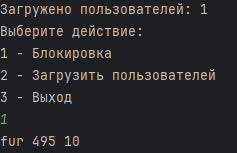 Загружено пользователей: 1
Выберите действие:
1 - Блокировка
2 - Загрузить пользователей
3 - Выход
1
fur 495 10